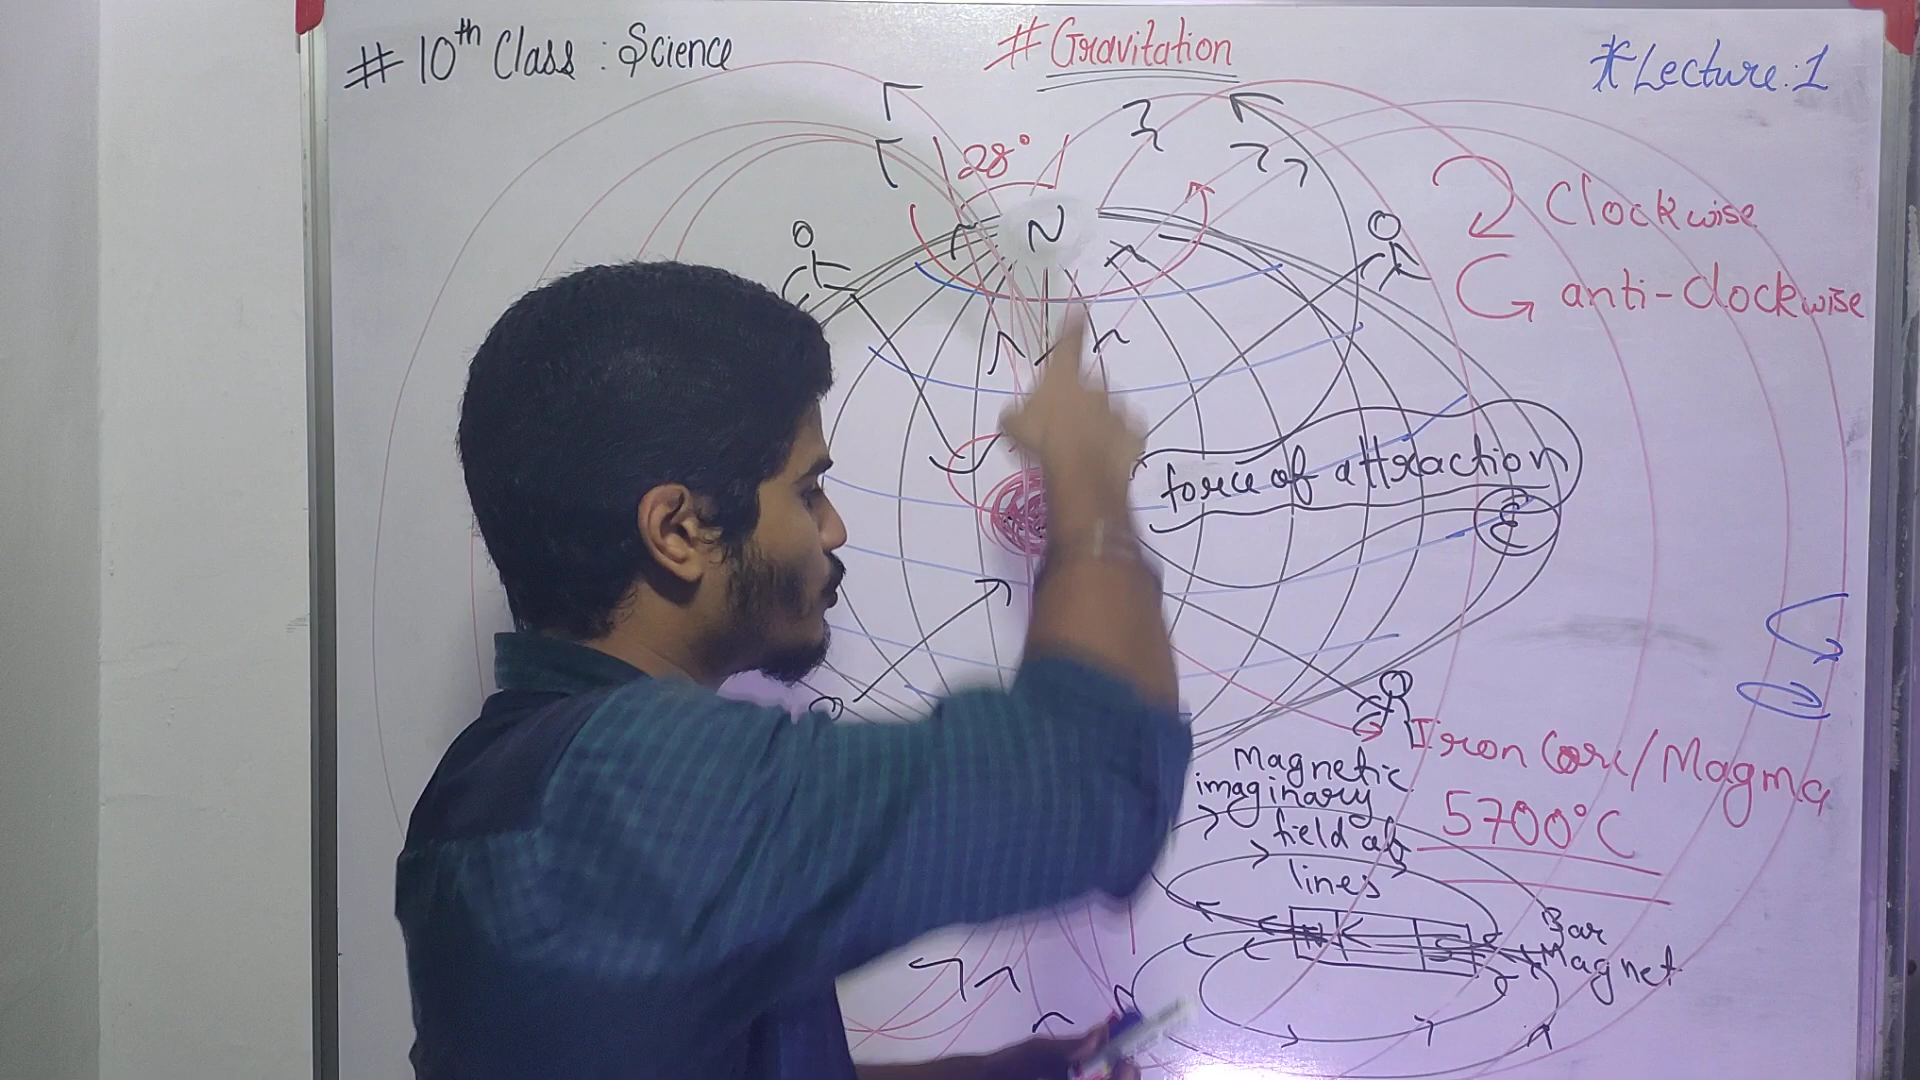 # 10th Class : Science
# Gravitation
* Lecture : 1
28°
N
Clockwise
anti-clockwise
force of attraction
E
Iron Core/Magma
5700°C
Magnetic
imaginary
field of
lines
N
S
Bar
Magnet